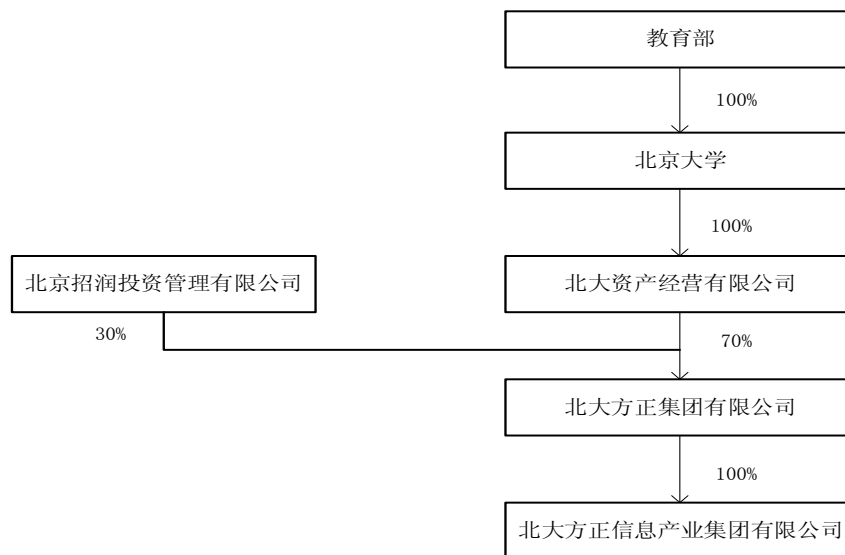 教育部
100%
北京大学
100%
北京招润投资管理有限公司
北大资产经营有限公司
30%
70%
北大方正集团有限公司
100%
北大方正信息产业集团有限公司